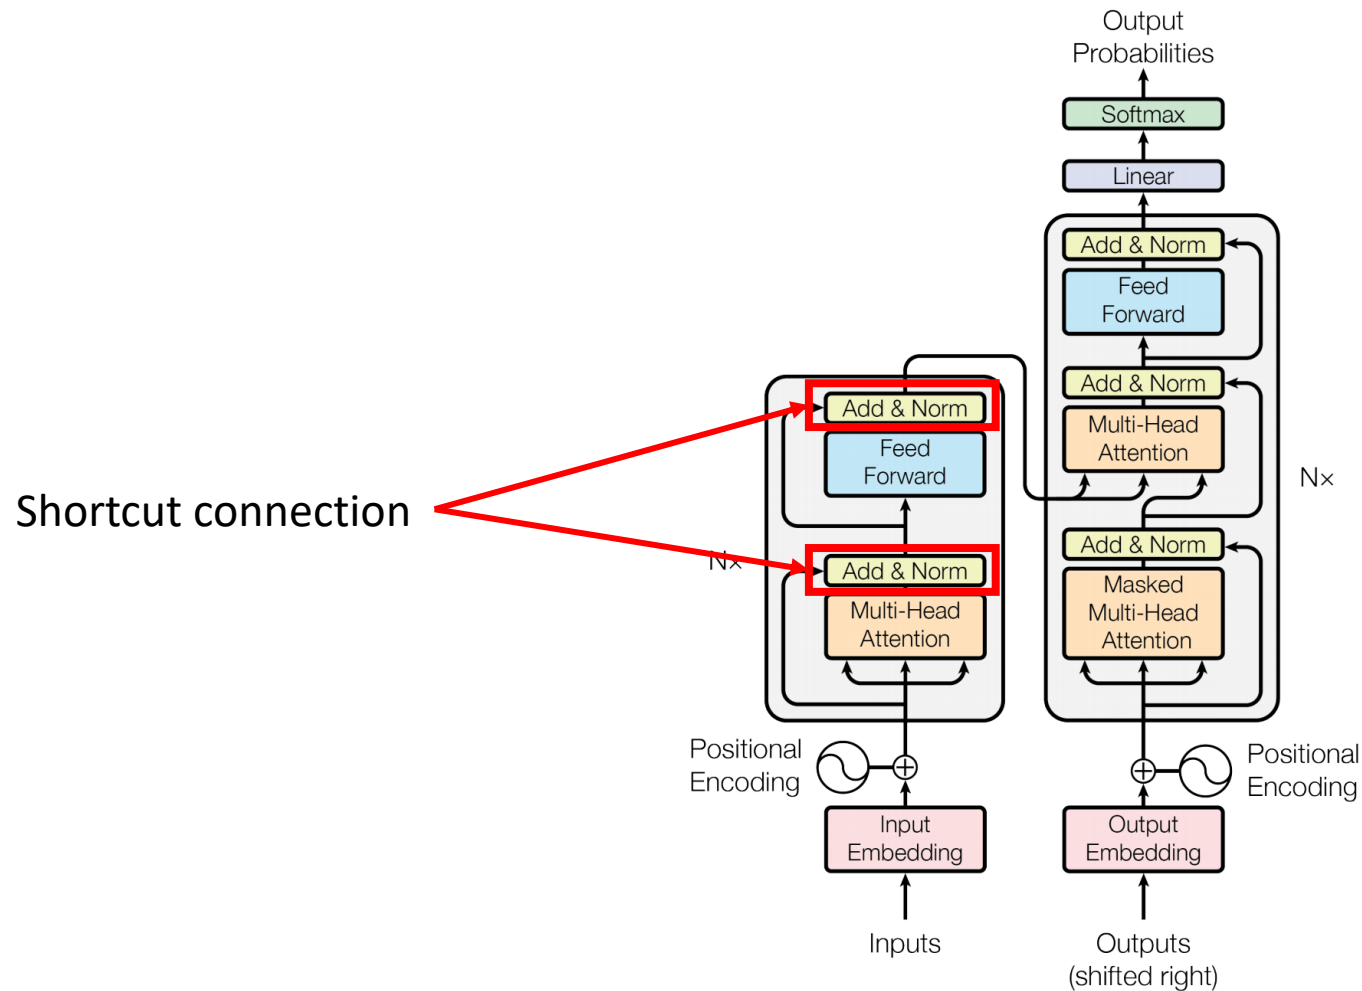 Output
Probabilities
Softmax
Linear
Add & Norm
Feed
Forward
Add & Norm
Multi-Head
Attention
N×
Add & Norm
Masked
Multi-Head
Attention
Add & Norm
Feed
Forward
Shortcut connection
N×
Add & Norm
Multi-Head
Attention
Positional
Encoding
Positional
Encoding
Input
Embedding
Output
Embedding
Inputs
Outputs
(shifted right)